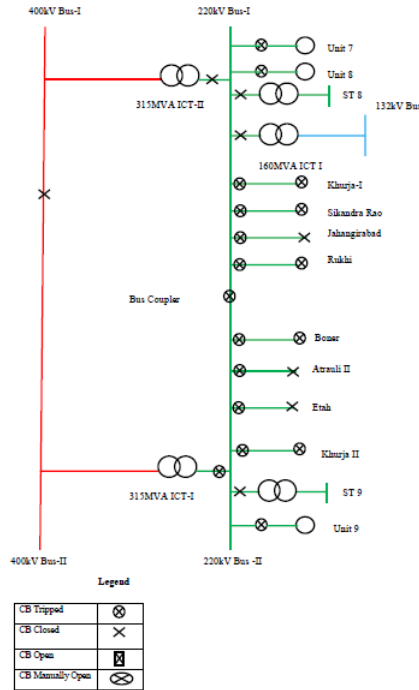 400kV Bus-I
220kV Bus-I
Unit 7
Unit 8
ST 8
315MVA ICT-II
132kV Bus
160MVA ICT I
Khurja-I
Sikandra Rao
Jahangirabad
Rukhi
Bus Coupler
Boner
Atrauli II
Etah
Khurja II
315MVA ICT-I
ST 9
Unit 9
400kV Bus-II
220kV Bus -II
Legend
CB Tripped
CB Closed
CB Open
CB Manually Open